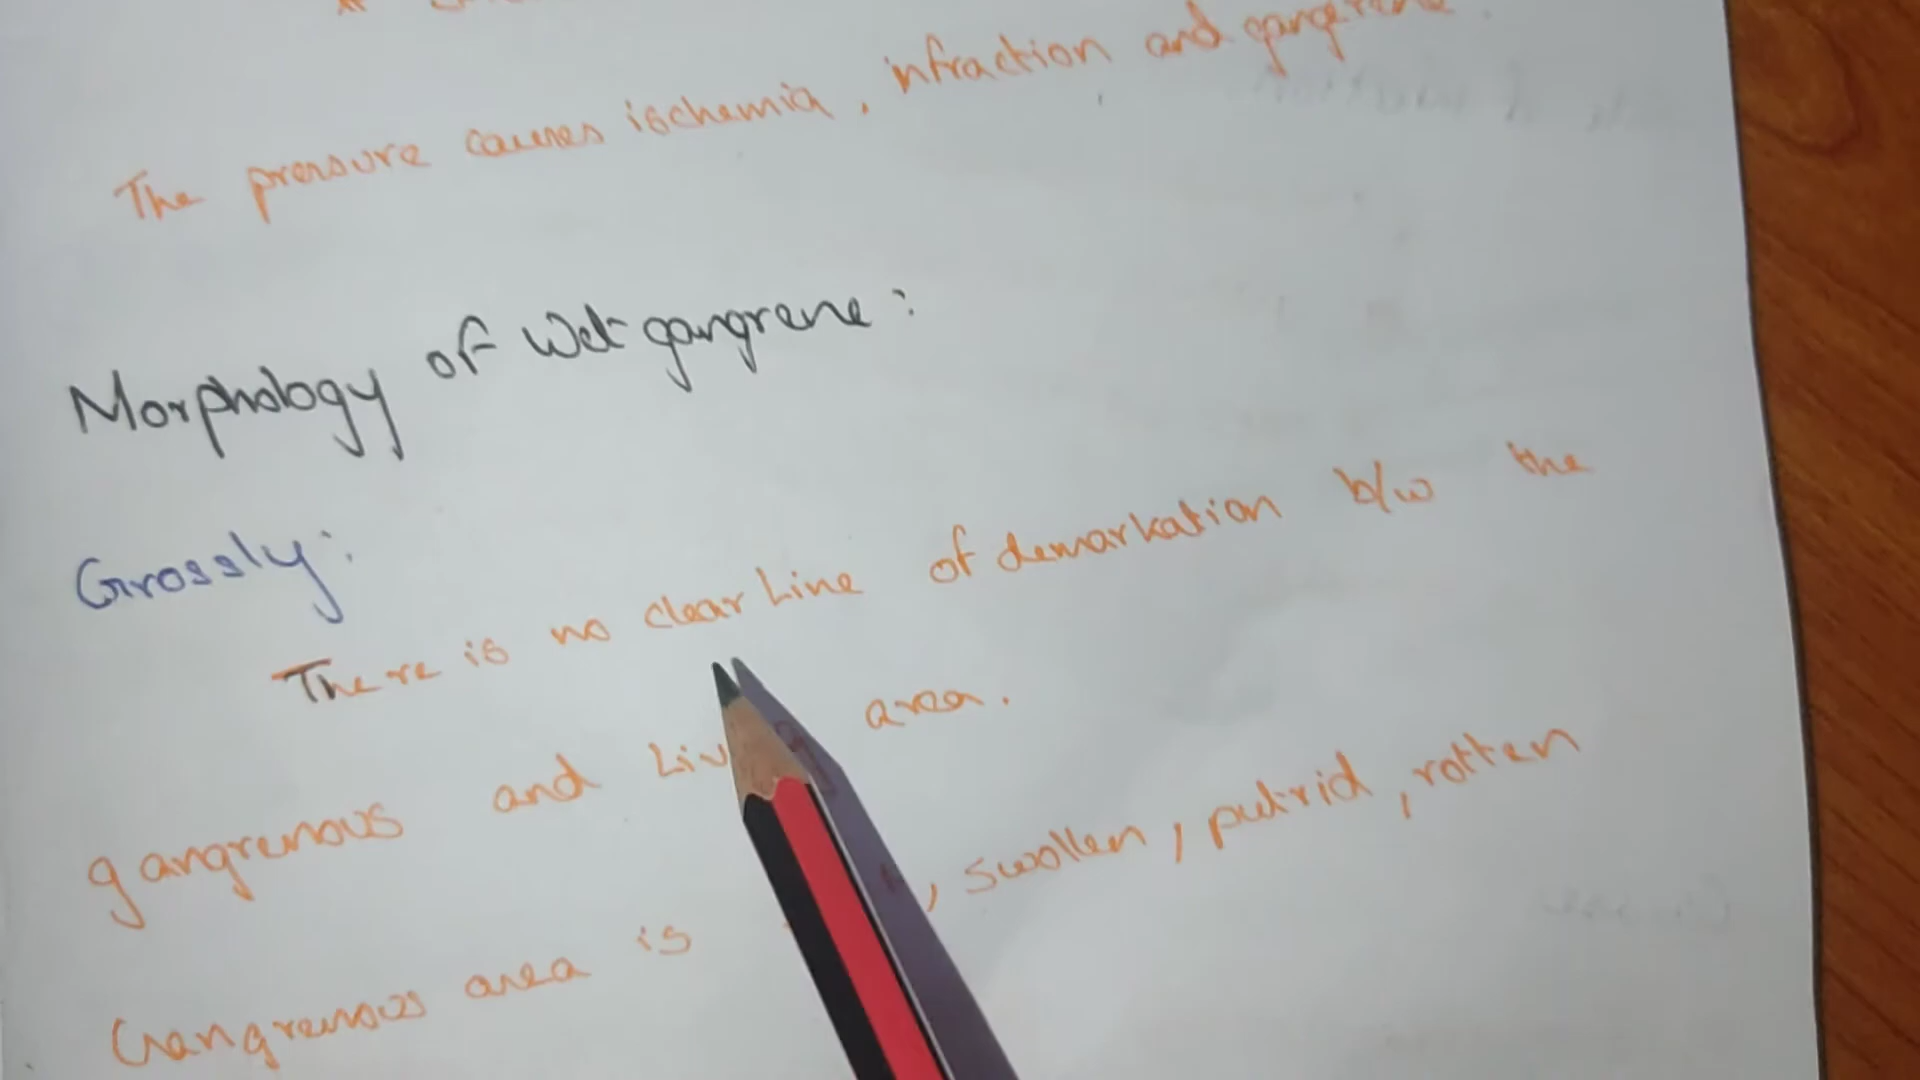 The pressure causes ischemia, infraction and gangrene
Morphology of Wet gangrene:
Grossly:
There is no clear Line of demarkation b/w the
gangrenous and Living area.
Gangrenous area is , swollen, putrid, rotten